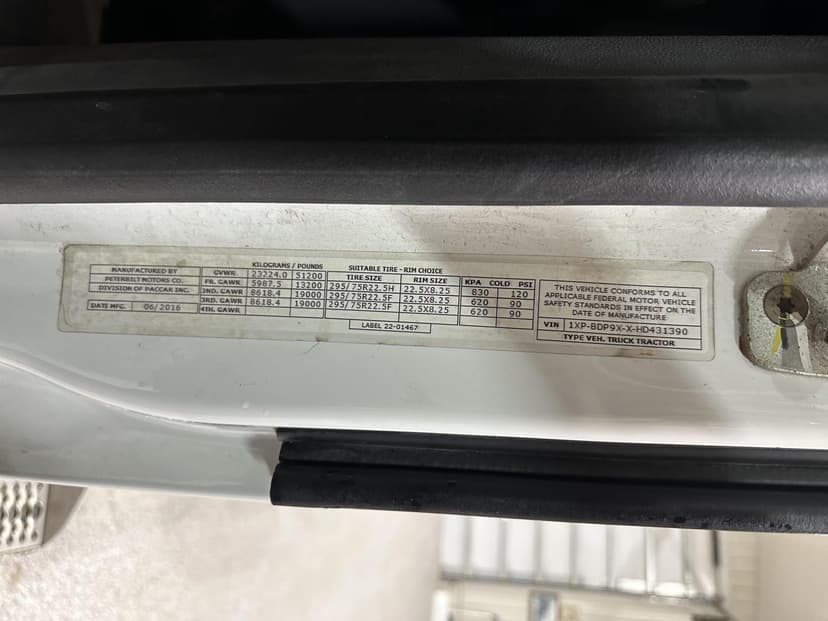 MANUFACTURED BY
PETERBILT MOTORS CO.
DIVISION OF PACCAR INC.
DATE MFG. 06/2016
KILOGRAMS / POUNDS
GVWR 23224.0 51200
FR. GAWR 5987.5 13200
2ND. GAWR 8618.4 19000
3RD. GAWR 8618.4 19000
4TH. GAWR
SUITABLE TIRE - RIM CHOICE
TIRE SIZE RIM SIZE
295/75R22.5H 22.5X8.25
295/75R22.5F 22.5X8.25
295/75R22.5F 22.5X8.25
LABEL 22-01467
KPA COLD PSI
830 120
620 90
620 90
THIS VEHICLE CONFORMS TO ALL
APPLICABLE FEDERAL MOTOR VEHICLE
SAFETY STANDARDS IN EFFECT ON THE
DATE OF MANUFACTURE
VIN 1XP-BDP9X-X-HD431390
TYPE VEH. TRUCK TRACTOR